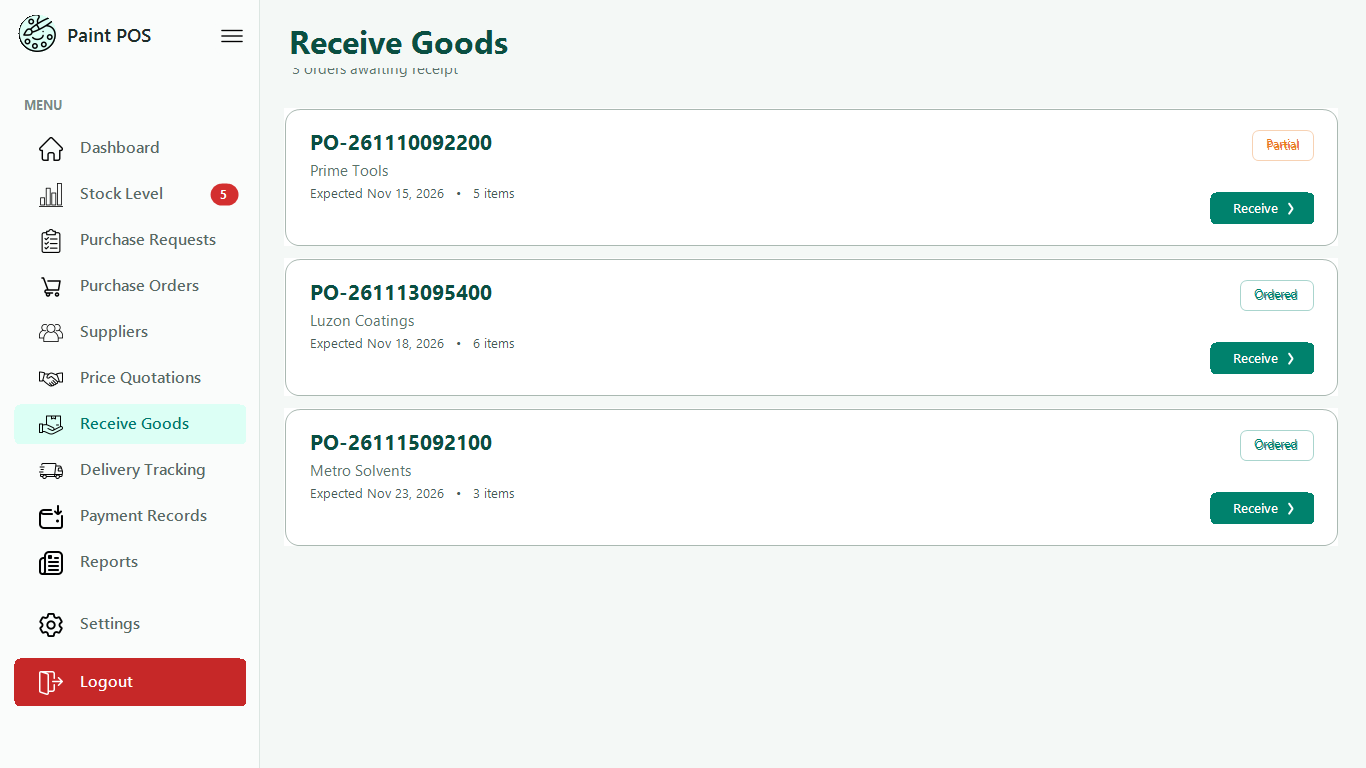 Paint POS
MENU
Dashboard
Stock Level 5
Purchase Requests
Purchase Orders
Suppliers
Price Quotations
Receive Goods
Delivery Tracking
Payment Records
Reports
Settings
Logout
Receive Goods
3 orders awaiting receipt
PO-261110092200
Partial
Prime Tools
Expected Nov 15, 2026 • 5 items
Receive ❯
PO-261113095400
Ordered
Luzon Coatings
Expected Nov 18, 2026 • 6 items
Receive ❯
PO-261115092100
Ordered
Metro Solvents
Expected Nov 23, 2026 • 3 items
Receive ❯